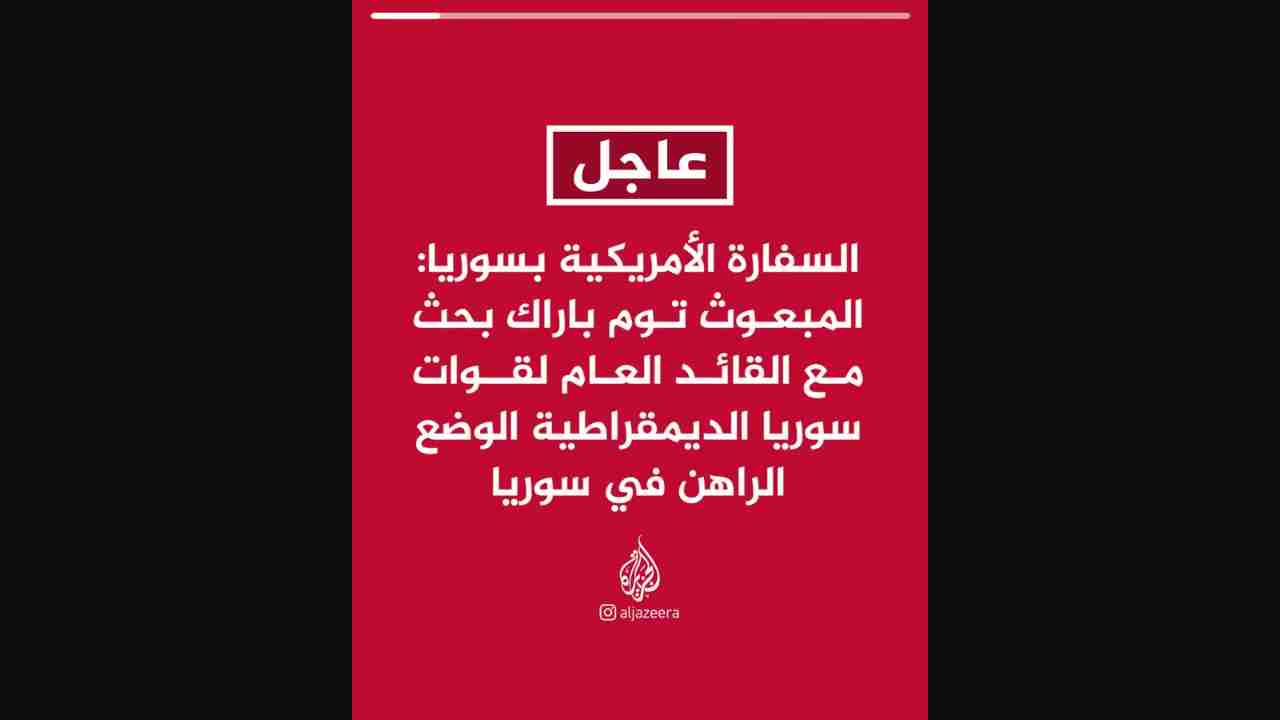 عاجل
السفارة الأمريكية بسوريا:
المبعوث توم باراك بحث
مع القائد العام لقوات
سوريا الديمقراطية الوضع
الراهن في سوريا
الجزيرة
aljazeera